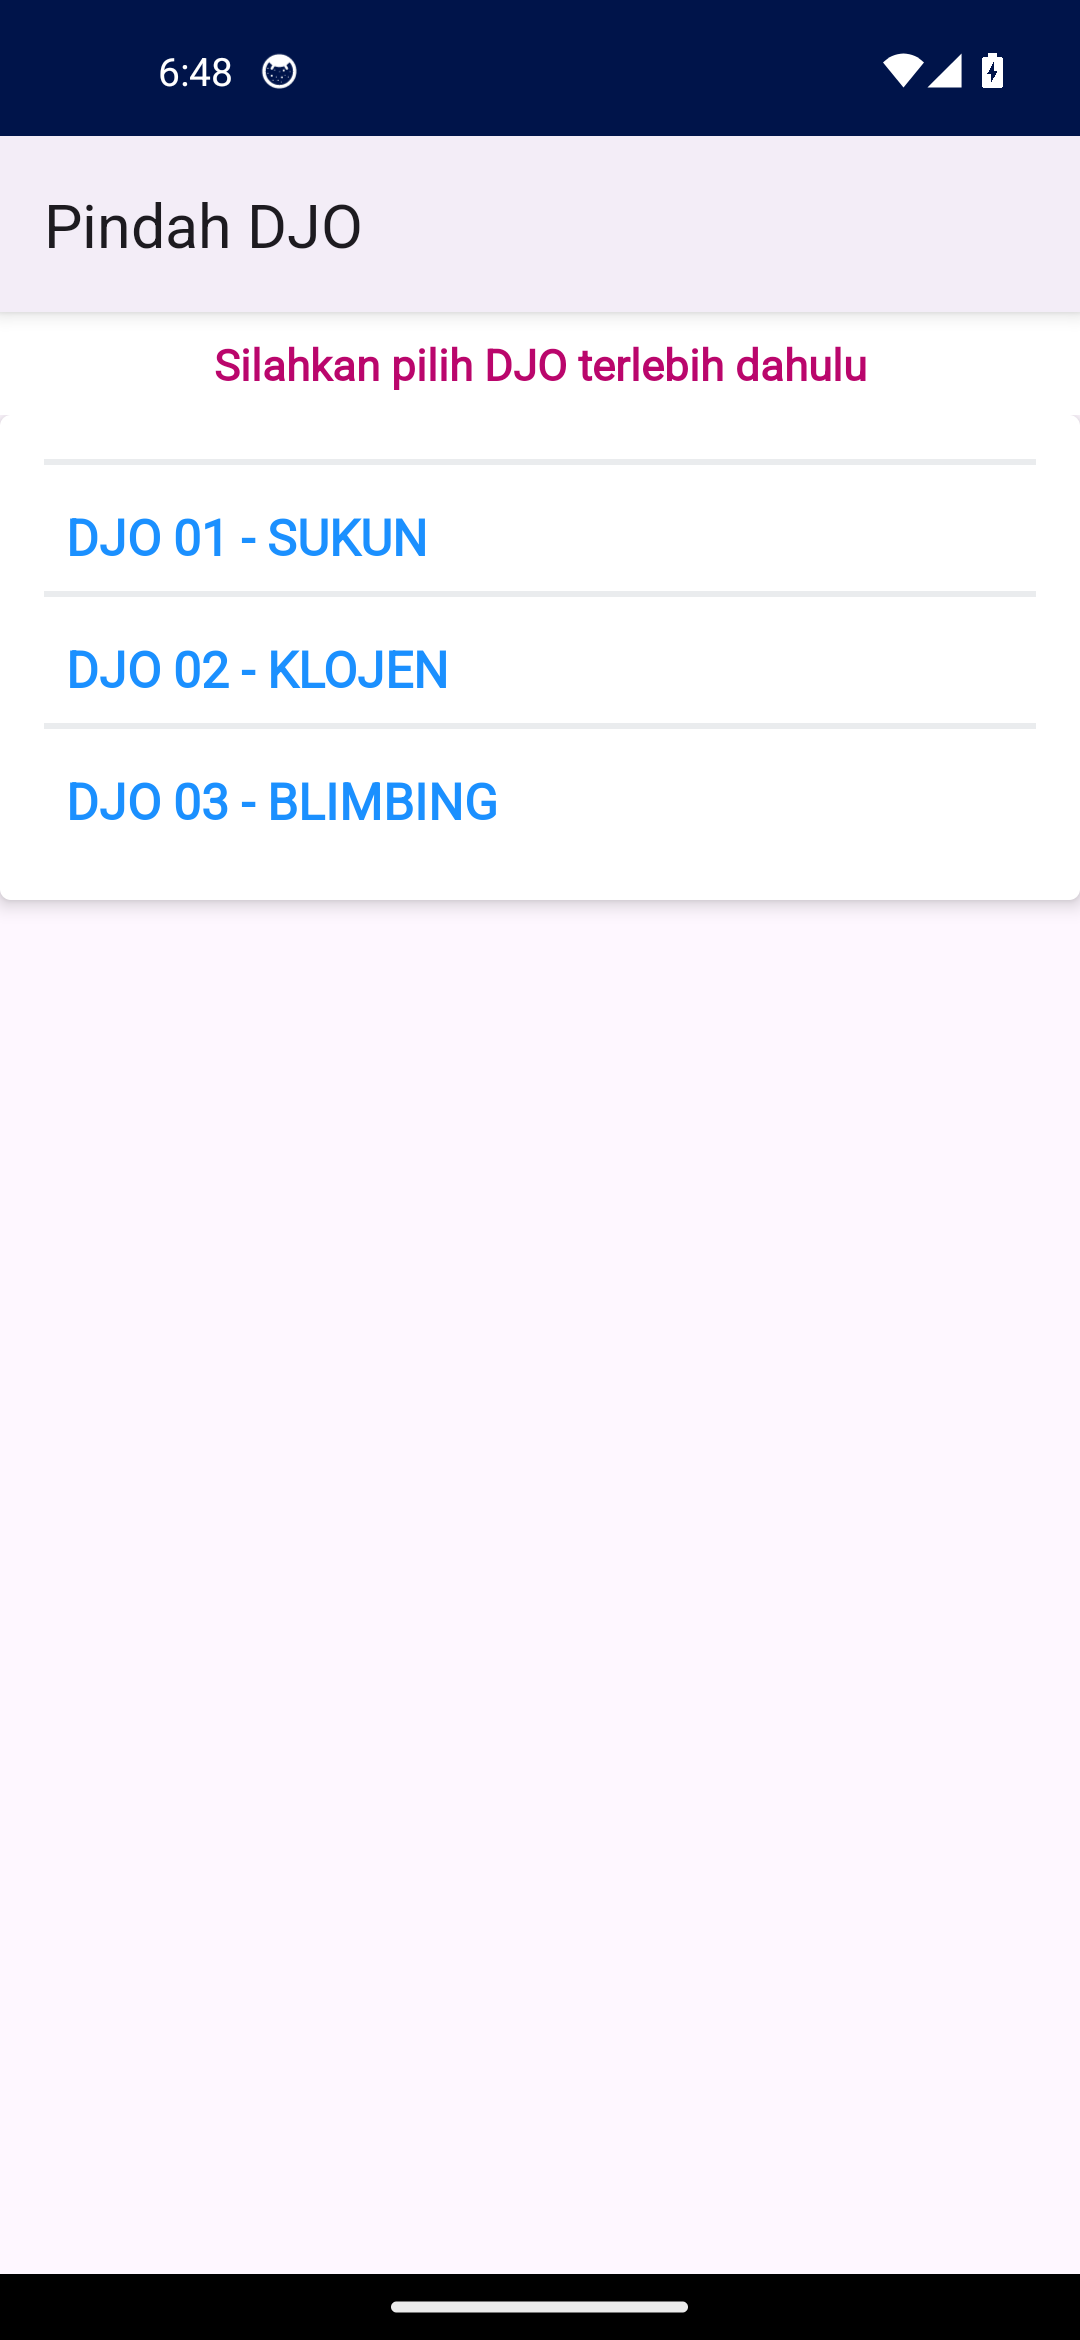 6:48
Pindah DJO
Silahkan pilih DJO terlebih dahulu
DJO 01 - SUKUN
DJO 02 - KLOJEN
DJO 03 - BLIMBING